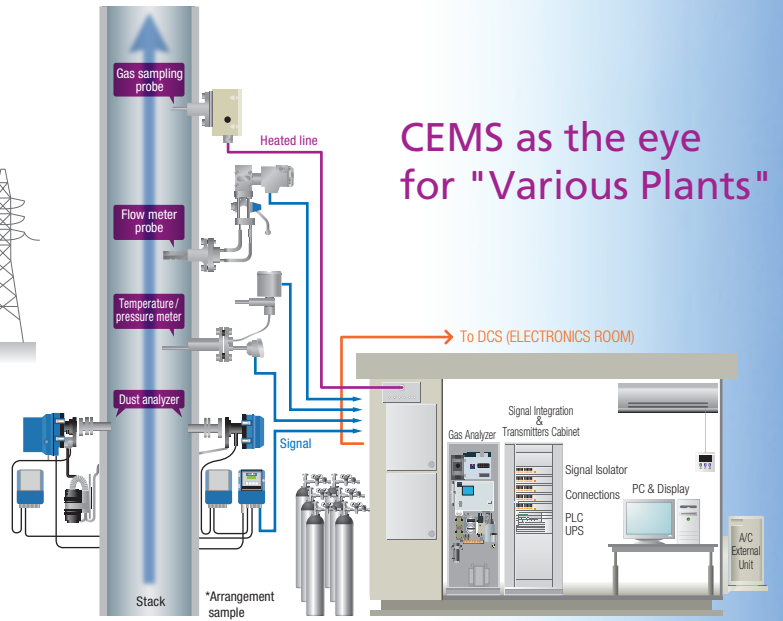 CEMS as the eye
for "Various Plants"
Gas sampling
probe
Heated line
Flow meter
probe
Temperature /
pressure meter
To DCS (ELECTRONICS ROOM)
Dust analyzer
Signal
Signal Integration
&
Transmitters Cabinet
Gas Analyzer
Signal Isolator
Connections
PLC
UPS
PC & Display
A/C
External
Unit
Stack
*Arrangement
sample